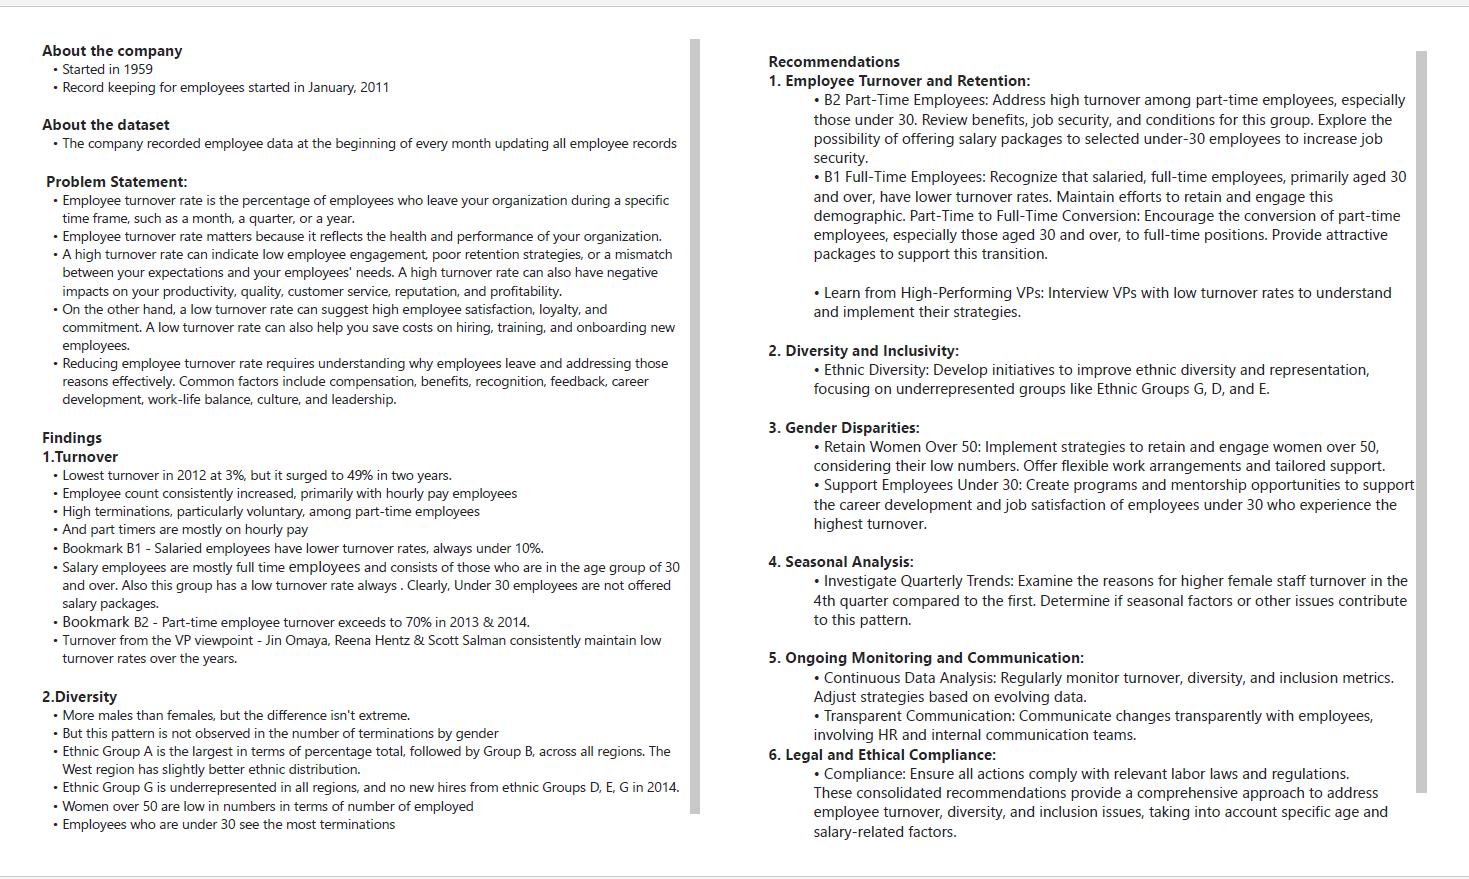 About the company
• Started in 1959
• Record keeping for employees started in January, 2011
About the dataset
• The company recorded employee data at the beginning of every month updating all employee records
Problem Statement:
• Employee turnover rate is the percentage of employees who leave your organization during a specific
time frame, such as a month, a quarter, or a year.
• Employee turnover rate matters because it reflects the health and performance of your organization.
• A high turnover rate can indicate low employee engagement, poor retention strategies, or a mismatch
between your expectations and your employees' needs. A high turnover rate can also have negative
impacts on your productivity, quality, customer service, reputation, and profitability.
• On the other hand, a low turnover rate can suggest high employee satisfaction, loyalty, and
commitment. A low turnover rate can also help you save costs on hiring, training, and onboarding new
employees.
• Reducing employee turnover rate requires understanding why employees leave and addressing those
reasons effectively. Common factors include compensation, benefits, recognition, feedback, career
development, work-life balance, culture, and leadership.
Findings
1.Turnover
• Lowest turnover in 2012 at 3%, but it surged to 49% in two years.
• Employee count consistently increased, primarily with hourly pay employees
• High terminations, particularly voluntary, among part-time employees
• And part timers are mostly on hourly pay
• Bookmark B1 - Salaried employees have lower turnover rates, always under 10%.
• Salary employees are mostly full time employees and consists of those who are in the age group of 30
and over. Also this group has a low turnover rate always . Clearly, Under 30 employees are not offered
salary packages.
• Bookmark B2 - Part-time employee turnover exceeds to 70% in 2013 & 2014.
• Turnover from the VP viewpoint - Jin Omaya, Reena Hentz & Scott Salman consistently maintain low
turnover rates over the years.
2.Diversity
• More males than females, but the difference isn't extreme.
• But this pattern is not observed in the number of terminations by gender
• Ethnic Group A is the largest in terms of percentage total, followed by Group B, across all regions. The
West region has slightly better ethnic distribution.
• Ethnic Group G is underrepresented in all regions, and no new hires from ethnic Groups D, E, G in 2014.
• Women over 50 are low in numbers in terms of number of employed
• Employees who are under 30 see the most terminations
Recommendations
1. Employee Turnover and Retention:
• B2 Part-Time Employees: Address high turnover among part-time employees, especially
those under 30. Review benefits, job security, and conditions for this group. Explore the
possibility of offering salary packages to selected under-30 employees to increase job
security.
• B1 Full-Time Employees: Recognize that salaried, full-time employees, primarily aged 30
and over, have lower turnover rates. Maintain efforts to retain and engage this
demographic. Part-Time to Full-Time Conversion: Encourage the conversion of part-time
employees, especially those aged 30 and over, to full-time positions. Provide attractive
packages to support this transition.
• Learn from High-Performing VPs: Interview VPs with low turnover rates to understand
and implement their strategies.
2. Diversity and Inclusivity:
• Ethnic Diversity: Develop initiatives to improve ethnic diversity and representation,
focusing on underrepresented groups like Ethnic Groups G, D, and E.
3. Gender Disparities:
• Retain Women Over 50: Implement strategies to retain and engage women over 50,
considering their low numbers. Offer flexible work arrangements and tailored support.
• Support Employees Under 30: Create programs and mentorship opportunities to support
the career development and job satisfaction of employees under 30 who experience the
highest turnover.
4. Seasonal Analysis:
• Investigate Quarterly Trends: Examine the reasons for higher female staff turnover in the
4th quarter compared to the first. Determine if seasonal factors or other issues contribute
to this pattern.
5. Ongoing Monitoring and Communication:
• Continuous Data Analysis: Regularly monitor turnover, diversity, and inclusion metrics.
Adjust strategies based on evolving data.
• Transparent Communication: Communicate changes transparently with employees,
involving HR and internal communication teams.
6. Legal and Ethical Compliance:
• Compliance: Ensure all actions comply with relevant labor laws and regulations.
These consolidated recommendations provide a comprehensive approach to address
employee turnover, diversity, and inclusion issues, taking into account specific age and
salary-related factors.